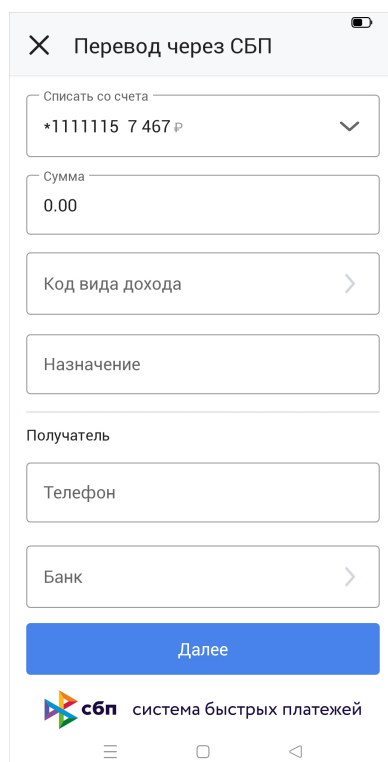 Перевод через СБП
Списать со счета
*1111115 7 467 ₽
Сумма
0.00
Код вида дохода
Назначение
Получатель
Телефон
Банк
Далее
сбп система быстрых платежей